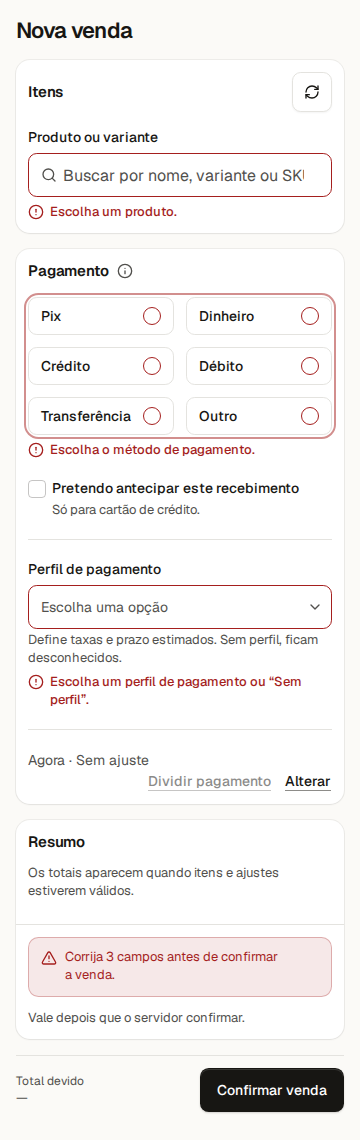 Nova venda
Itens
Produto ou variante
Buscar por nome, variante ou SKU
Escolha um produto.
Pagamento
Pix
Dinheiro
Crédito
Débito
Transferência
Outro
Escolha o método de pagamento.
Pretendo antecipar este recebimento
Só para cartão de crédito.
Perfil de pagamento
Escolha uma opção
Define taxas e prazo estimados. Sem perfil, ficam
desconhecidos.
Escolha um perfil de pagamento ou “Sem
perfil”.
Agora · Sem ajuste
Dividir pagamento
Alterar
Resumo
Os totais aparecem quando itens e ajustes
estiverem válidos.
Corrija 3 campos antes de confirmar
a venda.
Vale depois que o servidor confirmar.
Total devido
—
Confirmar venda